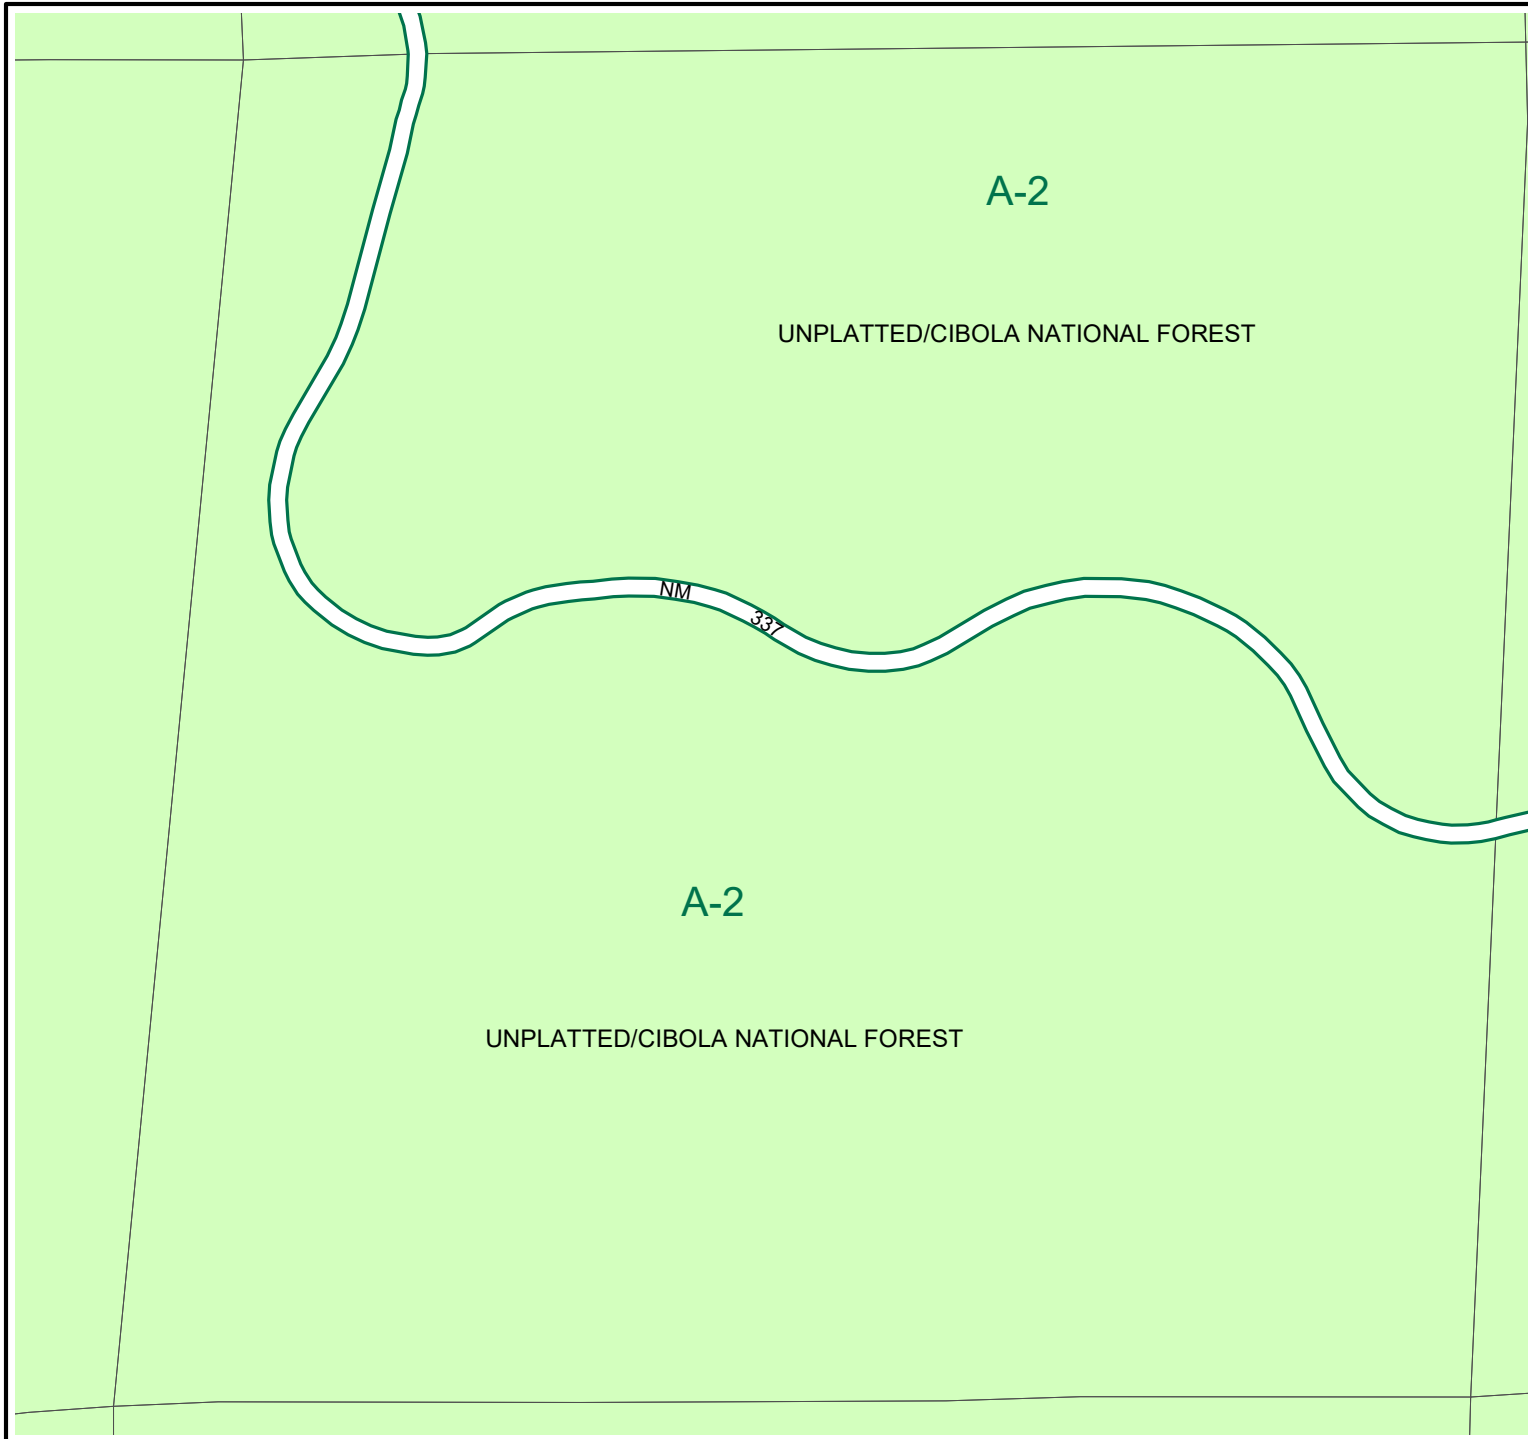 A-2
UNPLATTED/CIBOLA NATIONAL FOREST
NM
337
A-2
UNPLATTED/CIBOLA NATIONAL FOREST